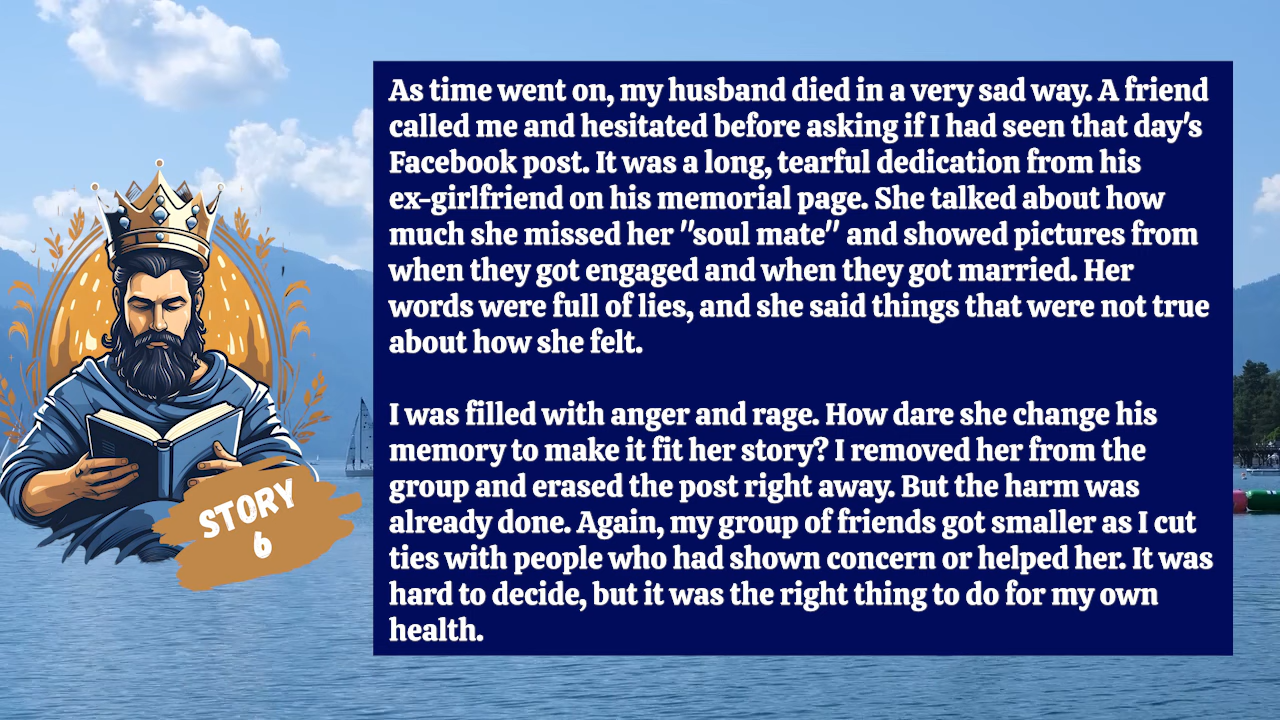 As time went on, my husband died in a very sad way. A friend
called me and hesitated before asking if I had seen that day's
Facebook post. It was a long, tearful dedication from his
ex-girlfriend on his memorial page. She talked about how
much she missed her "soul mate" and showed pictures from
when they got engaged and when they got married. Her
words were full of lies, and she said things that were not true
about how she felt.
I was filled with anger and rage. How dare she change his
memory to make it fit her story? I removed her from the
group and erased the post right away. But the harm was
already done. Again, my group of friends got smaller as I cut
ties with people who had shown concern or helped her. It was
hard to decide, but it was the right thing to do for my own
health.
STORY
6